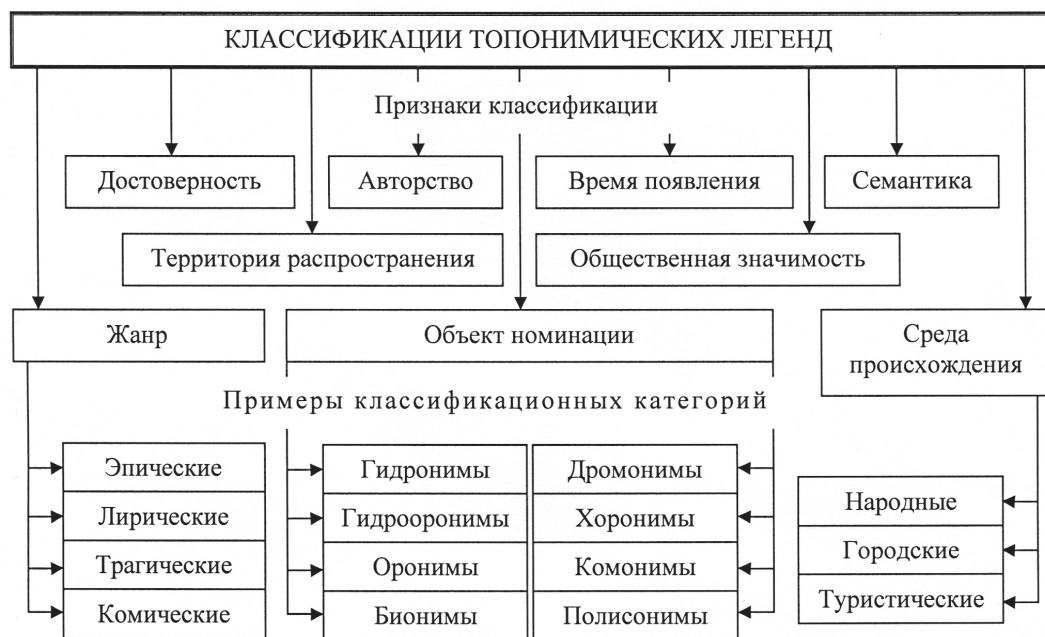 КЛАССИФИКАЦИИ ТОПОНИМИЧЕСКИХ ЛЕГЕНД
Признаки классификации
Достоверность
Авторство
Время появления
Семантика
Территория распространения
Общественная значимость
Жанр
Объект номинации
Среда
происхождения
Примеры классификационных категорий
Эпические
Лирические
Трагические
Комические
Гидронимы
Гидрооронимы
Оронимы
Бионимы
Дромонимы
Хоронимы
Комонимы
Полисонимы
Народные
Городские
Туристические